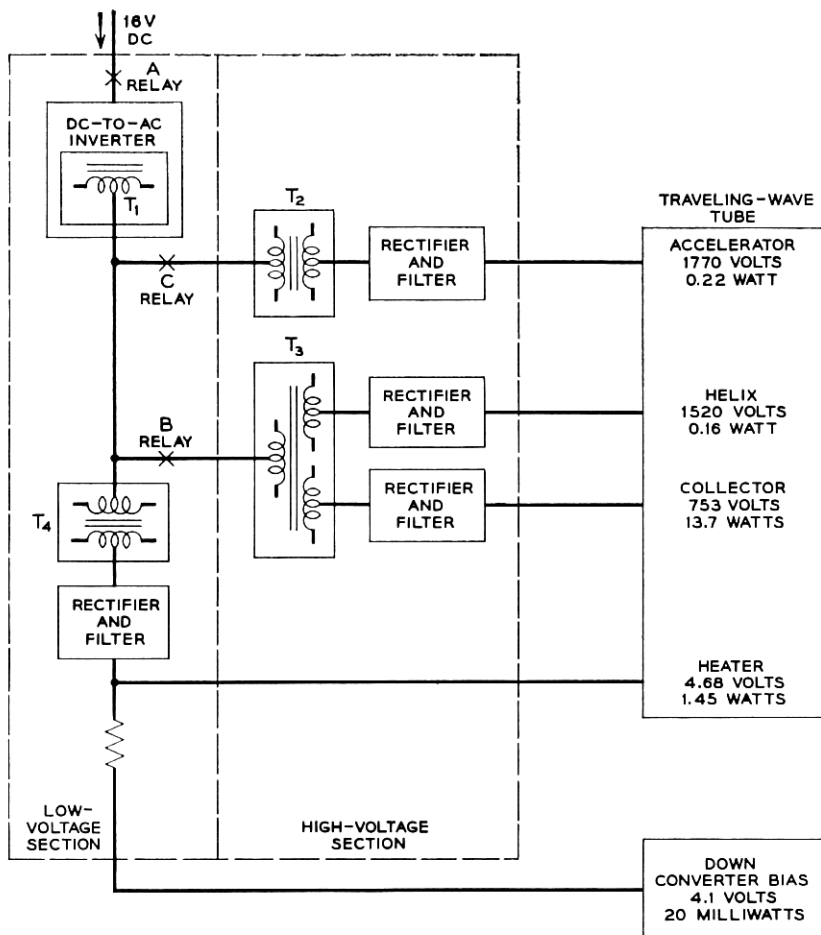 16V
DC
A
RELAY
DC-TO-AC
INVERTER
T1
C
RELAY
B
RELAY
T4
RECTIFIER
AND
FILTER
LOW-
VOLTAGE
SECTION
T2
RECTIFIER
AND
FILTER
T3
RECTIFIER
AND
FILTER
RECTIFIER
AND
FILTER
HIGH-VOLTAGE
SECTION
TRAVELING-WAVE
TUBE
ACCELERATOR
1770 VOLTS
0.22 WATT
HELIX
1520 VOLTS
0.16 WATT
COLLECTOR
753 VOLTS
13.7 WATTS
HEATER
4.68 VOLTS
1.45 WATTS
DOWN
CONVERTER BIAS
4.1 VOLTS
20 MILLIWATTS